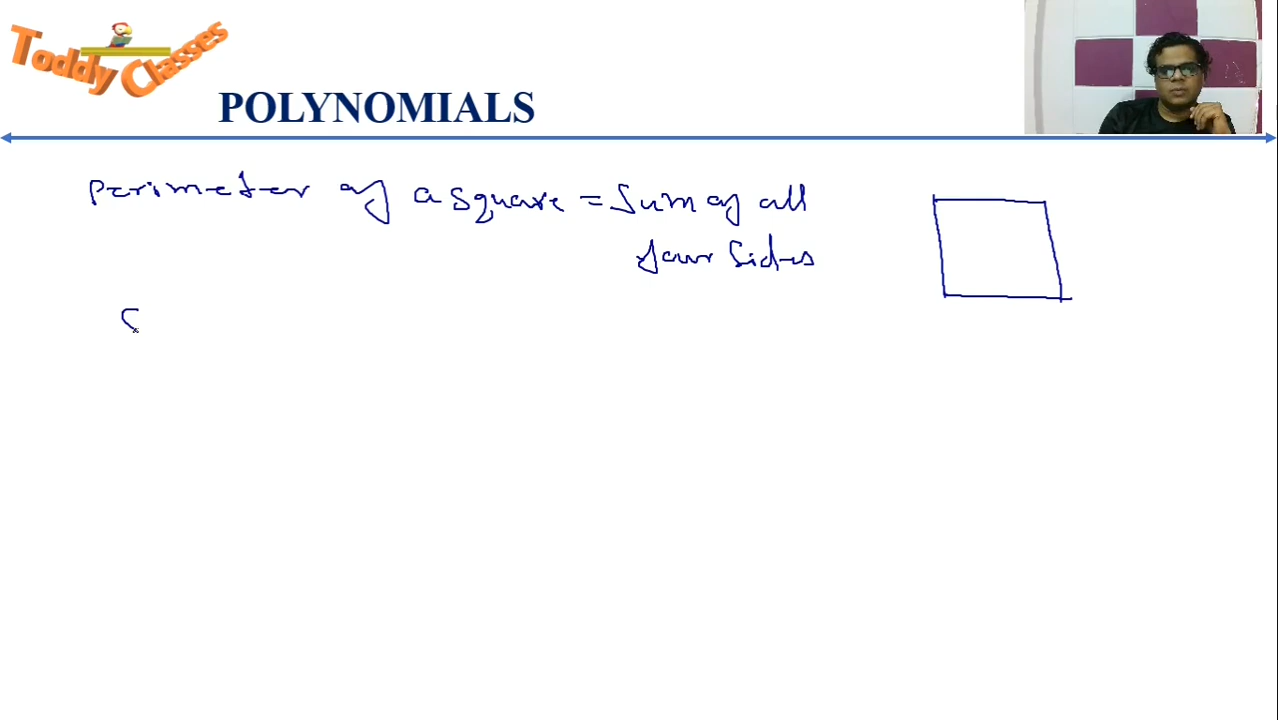 Toddy Classes
POLYNOMIALS
Perimeter of a square = Sum of all
four sides
S